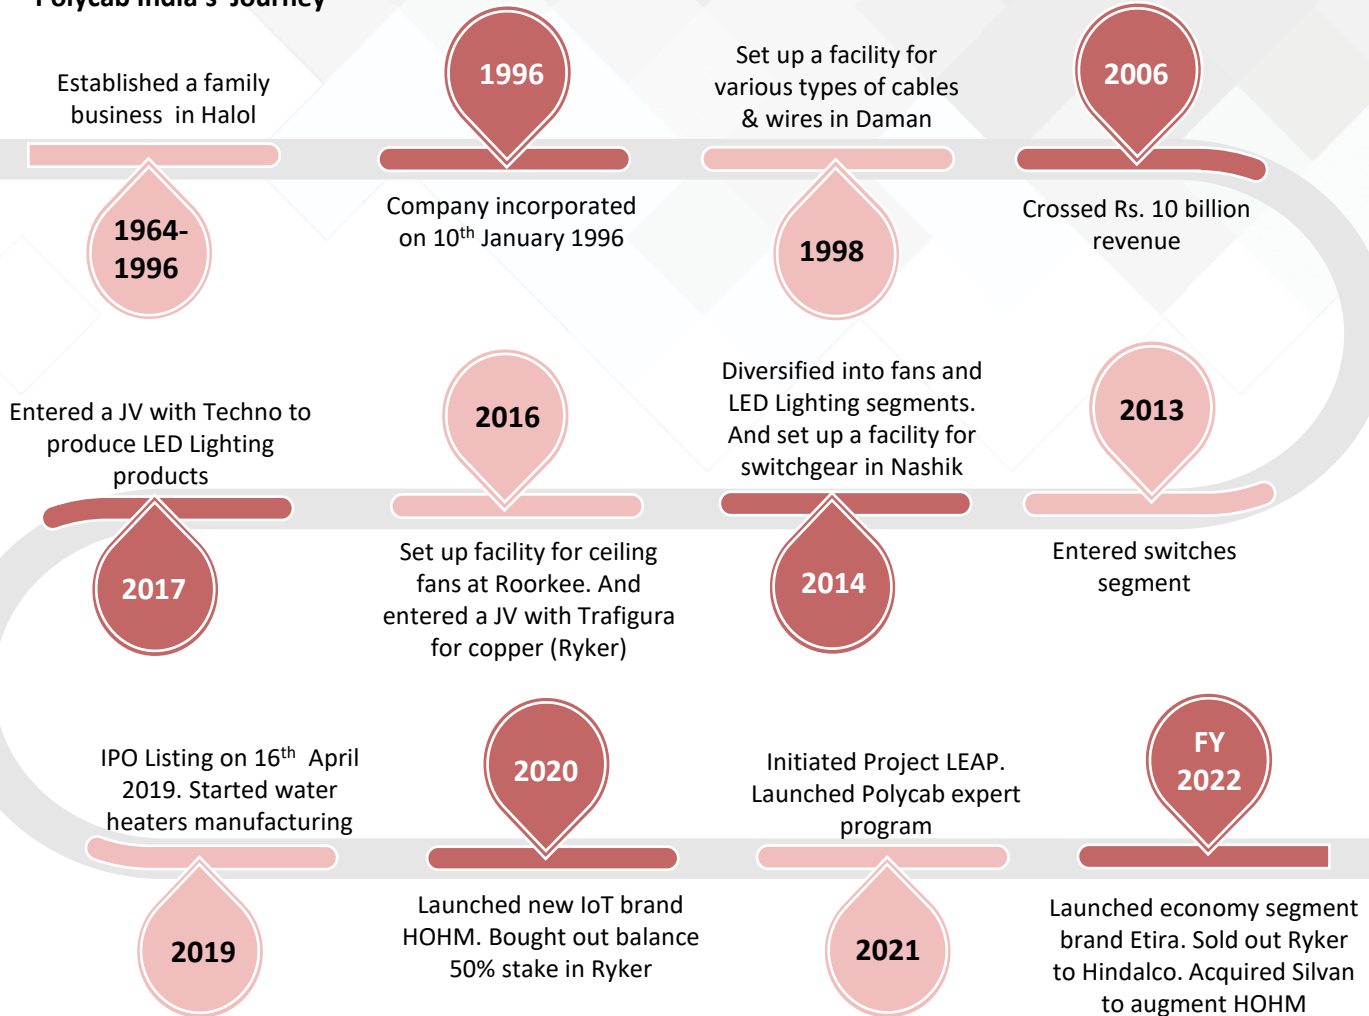 Polycab India's Journey
Established a family
business in Halol
1964-
1996
1996
Company incorporated
on 10th January 1996
Set up a facility for
various types of cables
& wires in Daman
1998
2006
Crossed Rs. 10 billion
revenue
2013
Entered switches
segment
Diversified into fans and
LED Lighting segments.
And set up a facility for
switchgear in Nashik
2014
2016
Set up facility for ceiling
fans at Roorkee. And
entered a JV with Trafigura
for copper (Ryker)
Entered a JV with Techno to
produce LED Lighting
products
2017
IPO Listing on 16th April
2019. Started water
heaters manufacturing
2019
2020
Launched new IoT brand
HOHM. Bought out balance
50% stake in Ryker
Initiated Project LEAP.
Launched Polycab expert
program
2021
FY
2022
Launched economy segment
brand Etira. Sold out Ryker
to Hindalco. Acquired Silvan
to augment HOHM